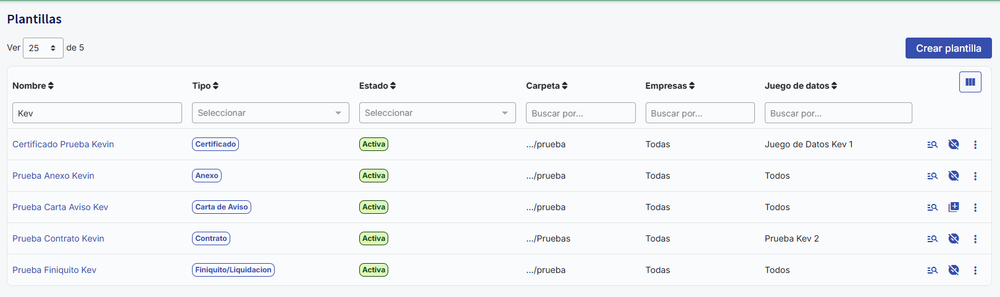 Plantillas
Ver 25 de 5
Crear plantilla
Nombre Tipo Estado Carpeta Empresas Juego de datos
Kev Seleccionar Seleccionar Buscar por... Buscar por... Buscar por...
Certificado Prueba Kevin Certificado Activa .../prueba Todas Juego de Datos Kev 1
Prueba Anexo Kevin Anexo Activa .../prueba Todas Todos
Prueba Carta Aviso Kev Carta de Aviso Activa .../prueba Todas Todos
Prueba Contrato Kevin Contrato Activa .../Pruebas Todas Prueba Kev 2
Prueba Finiquito Kev Finiquito/Liquidacion Activa .../prueba Todas Todos